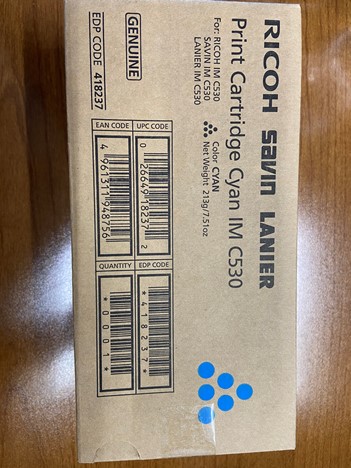 RICOH savin LANIER
Print Cartridge Cyan IM C530
For: RICOH IM C530
SAVIN IM C530
LANIER IM C530
Color CYAN
Net Weight 213g/7.51oz
GENUINE
EDP CODE 418237
UPC CODE
0 26649 18237 2
EAN CODE
4 961311 948756
EDP CODE
*418237*
QUANTITY
*0001*